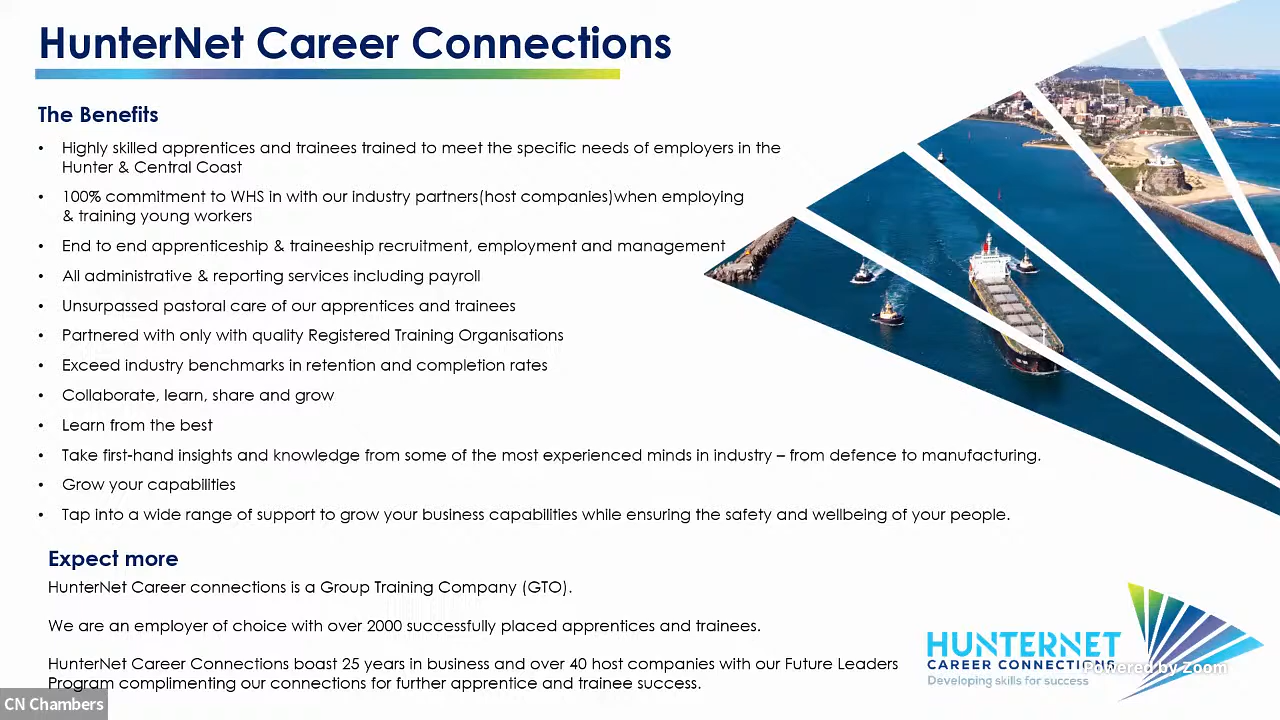 HunterNet Career Connections
The Benefits
• Highly skilled apprentices and trainees trained to meet the specific needs of employers in the
Hunter & Central Coast
• 100% commitment to WHS in with our industry partners(host companies)when employing
& training young workers
• End to end apprenticeship & traineeship recruitment, employment and management
• All administrative & reporting services including payroll
• Unsurpassed pastoral care of our apprentices and trainees
• Partnered with only with quality Registered Training Organisations
• Exceed industry benchmarks in retention and completion rates
• Collaborate, learn, share and grow
• Learn from the best
• Take first-hand insights and knowledge from some of the most experienced minds in industry – from defence to manufacturing.
• Grow your capabilities
• Tap into a wide range of support to grow your business capabilities while ensuring the safety and wellbeing of your people.
Expect more
HunterNet Career connections is a Group Training Company (GTO).
We are an employer of choice with over 2000 successfully placed apprentices and trainees.
HunterNet Career Connections boast 25 years in business and over 40 host companies with our Future Leaders
Program complimenting our connections for further apprentice and trainee success.
HUNTERNET
CAREER CONNECTIONS
Powered by Zoom
Developing skills for success
CN Chambers